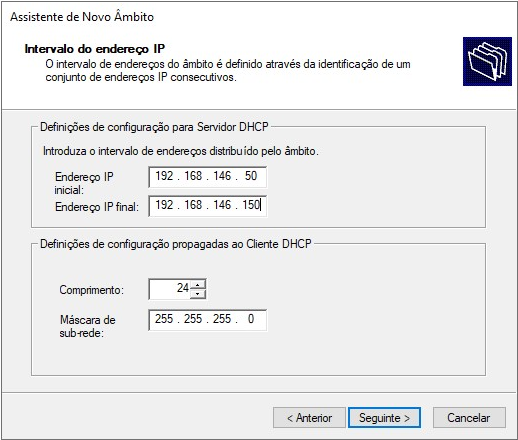 Assistente de Novo Âmbito
Intervalo do endereço IP
O intervalo de endereços do âmbito é definido através da identificação de um
conjunto de endereços IP consecutivos.
Definições de configuração para Servidor DHCP
Introduza o intervalo de endereços distribuído pelo âmbito.
Endereço IP
inicial:
192 . 168 . 146 . 50
Endereço IP final:
192 . 168 . 146 . 150
Definições de configuração propagadas ao Cliente DHCP
Comprimento:
24
Máscara de
sub-rede:
255 . 255 . 255 . 0
< Anterior
Seguinte >
Cancelar